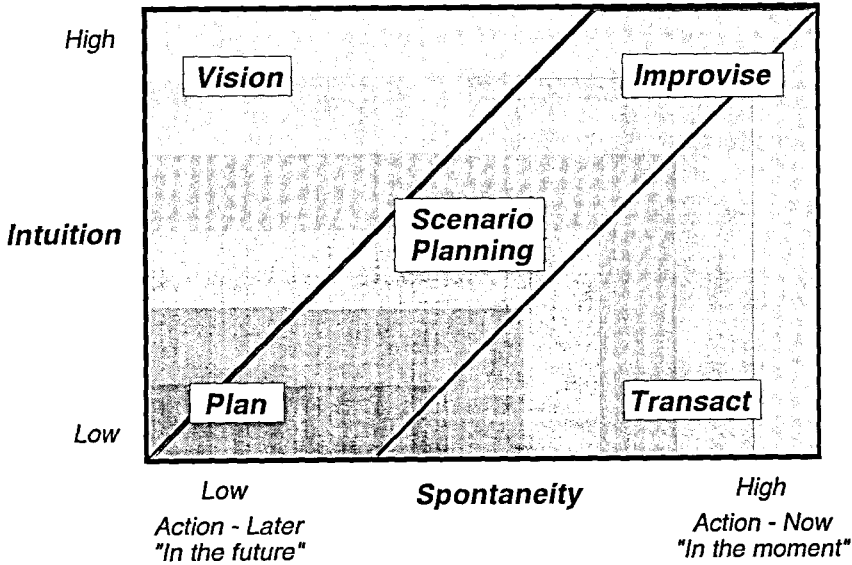 High
Vision
Improvise
Intuition
Scenario
Planning
Plan
Transact
Low
Low
Spontaneity
High
Action - Later
"In the future"
Action - Now
"In the moment"